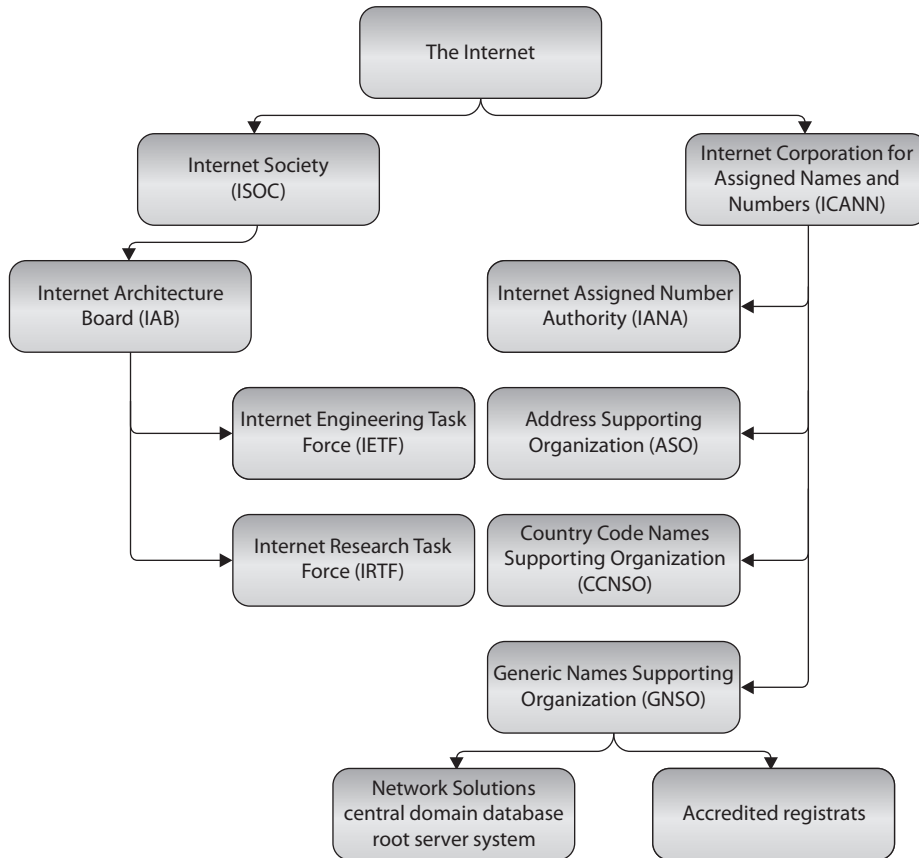 The Internet
Internet Society
(ISOC)
Internet Corporation for
Assigned Names and
Numbers (ICANN)
Internet Architecture
Board (IAB)
Internet Assigned Number
Authority (IANA)
Internet Engineering Task
Force (IETF)
Address Supporting
Organization (ASO)
Internet Research Task
Force (IRTF)
Country Code Names
Supporting Organization
(CCNSO)
Generic Names Supporting
Organization (GNSO)
Network Solutions
central domain database
root server system
Accredited registrats